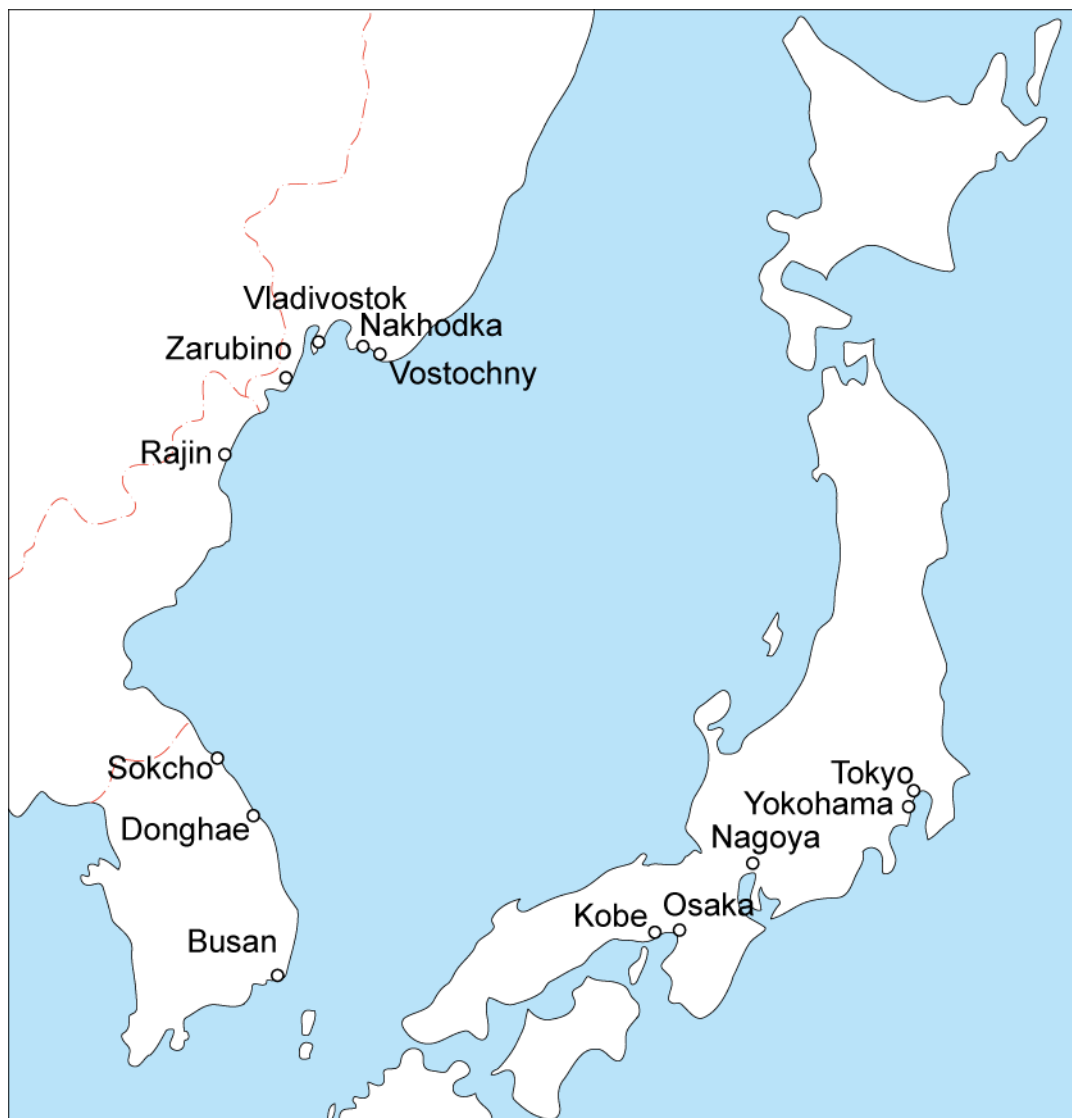 Vladivostok
Nakhodka
Zarubino
Vostochny
Rajin
Sokcho
Tokyo
Yokohama
Donghae
Nagoya
Osaka
Kobe
Busan